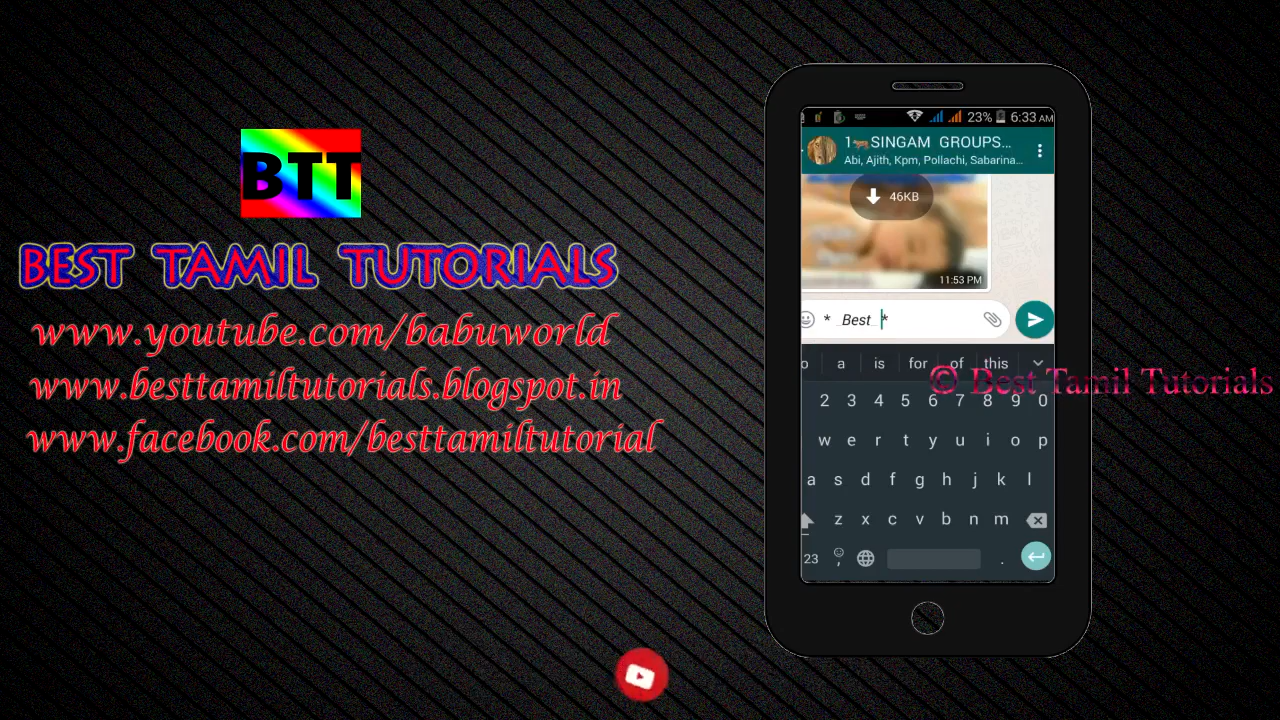 BTT
BEST TAMIL TUTORIALS
www.youtube.com/babuworld
www.besttamiltutorials.blogspot.in
www.facebook.com/besttamiltutorial
23% 6:33 AM
1 SINGAM GROUPS...
Abi, Ajith, Kpm, Pollachi, Sabarina...
46KB
11:53 PM
* _Best_ *
a is for of this
© Best Tamil Tutorials
2 3 4 5 6 7 8 9 0
w e r t y u i o p
a s d f g h j k l
z x c v b n m
23 , .